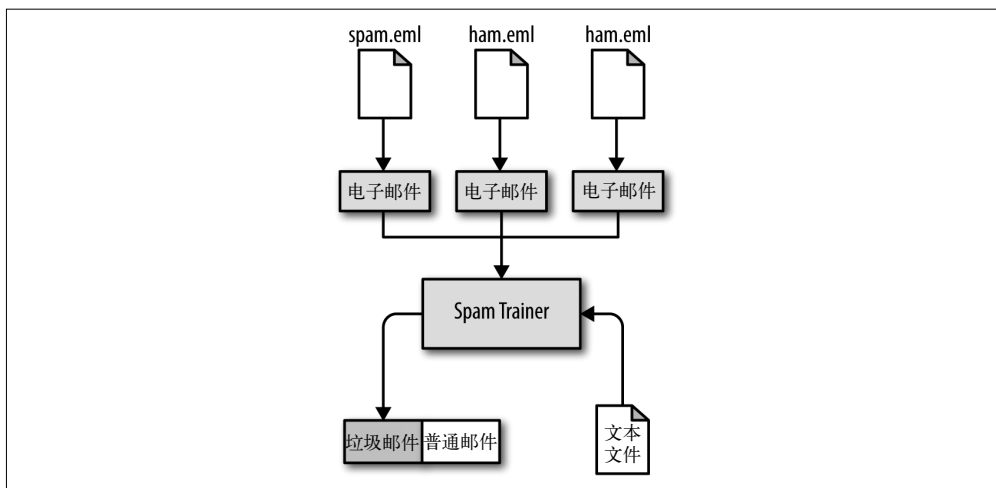 spam.eml
ham.eml
ham.eml
电子邮件
电子邮件
电子邮件
Spam Trainer
垃圾邮件
普通邮件
文本
文件